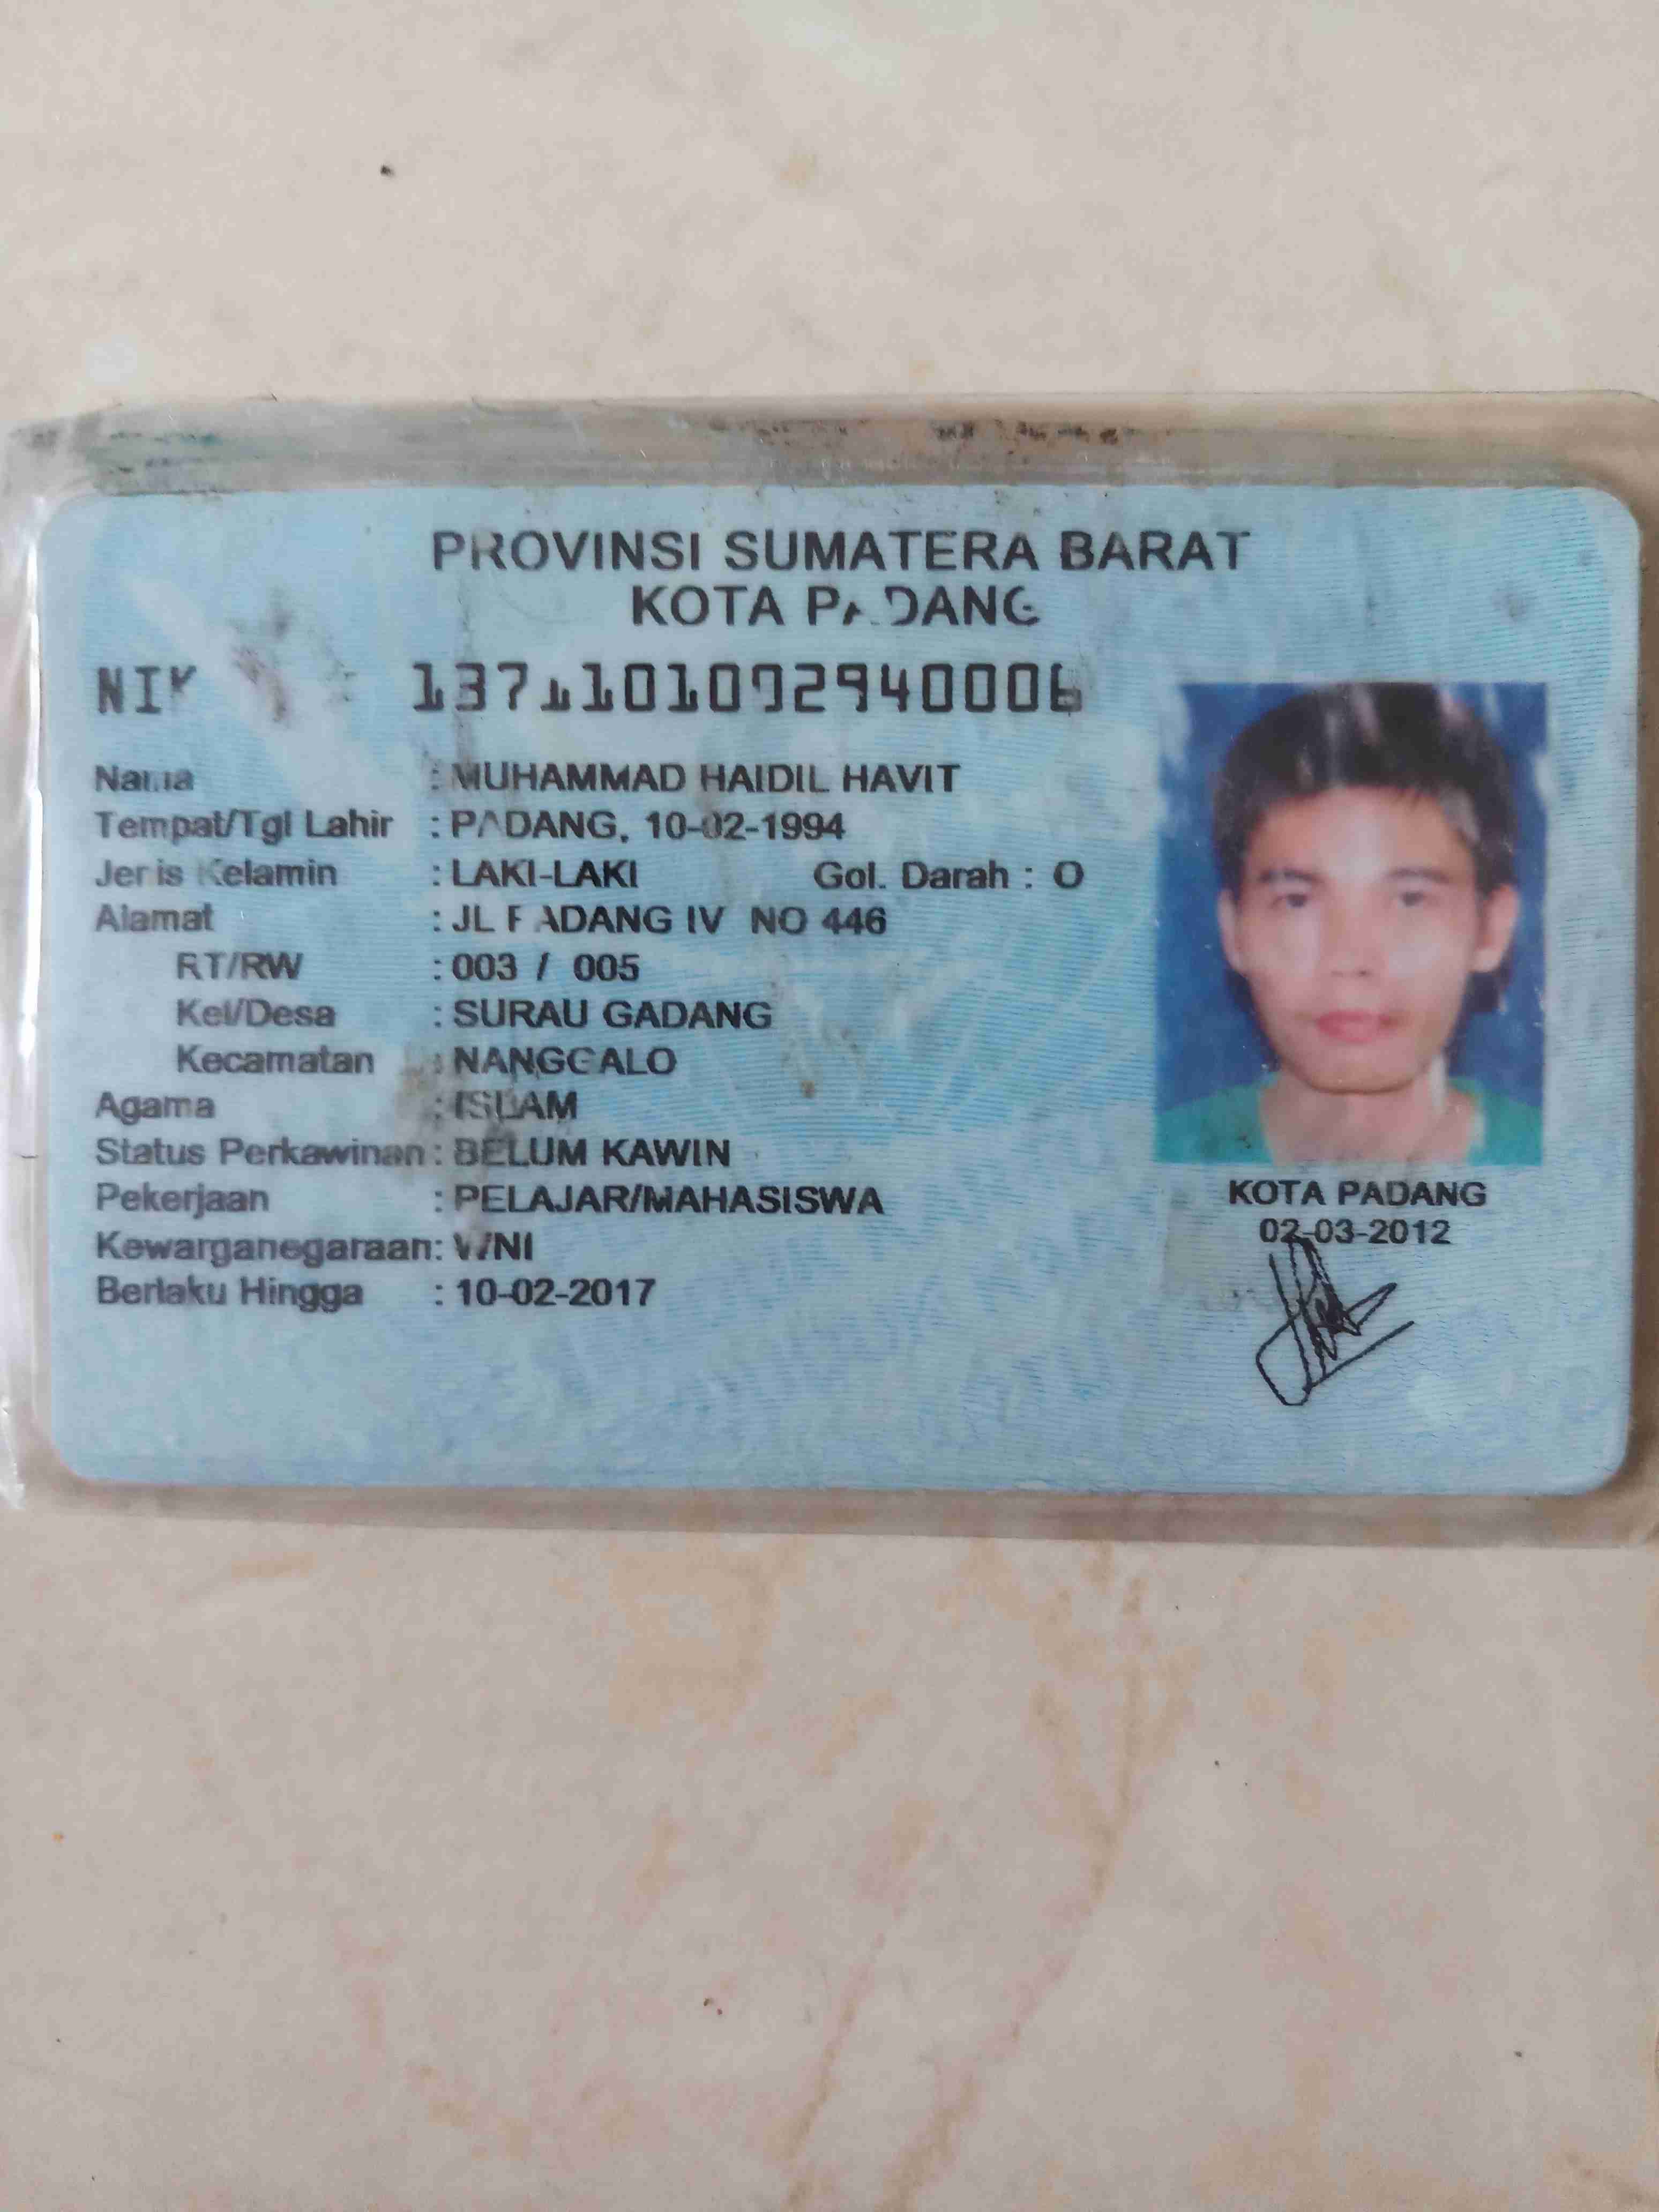 PROVINSI SUMATERA BARAT
KOTA PADANG
NIK : 1371101002940006
Nama : MUHAMMAD HAIDIL HAVIT
Tempat/Tgl Lahir : PADANG, 10-02-1994
Jenis Kelamin : LAKI-LAKI Gol. Darah : O
Alamat : JL PADANG IV NO 446
RT/RW : 003 / 005
Kel/Desa : SURAU GADANG
Kecamatan : NANGGALO
Agama : ISLAM
Status Perkawinan : BELUM KAWIN
Pekerjaan : PELAJAR/MAHASISWA
Kewarganegaraan : WNI
Berlaku Hingga : 10-02-2017
KOTA PADANG
02-03-2012